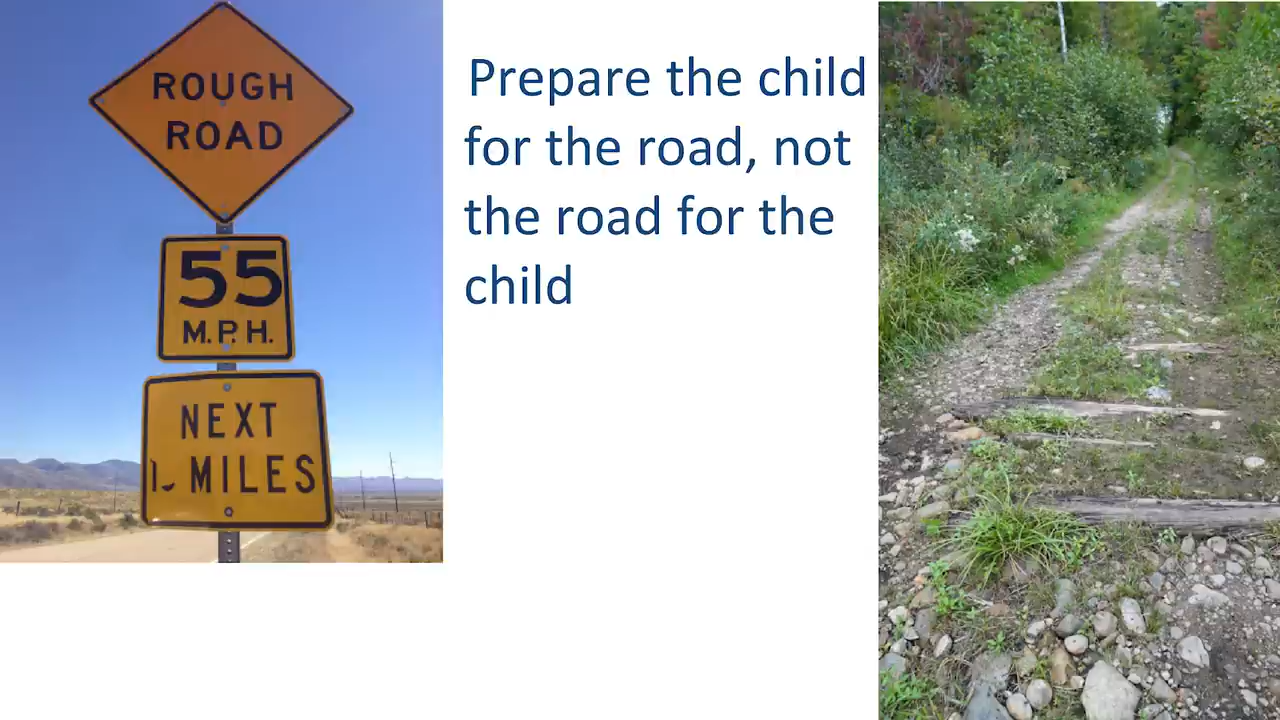 ROUGH
ROAD
55
M.P.H.
NEXT
MILES
Prepare the child
for the road, not
the road for the
child